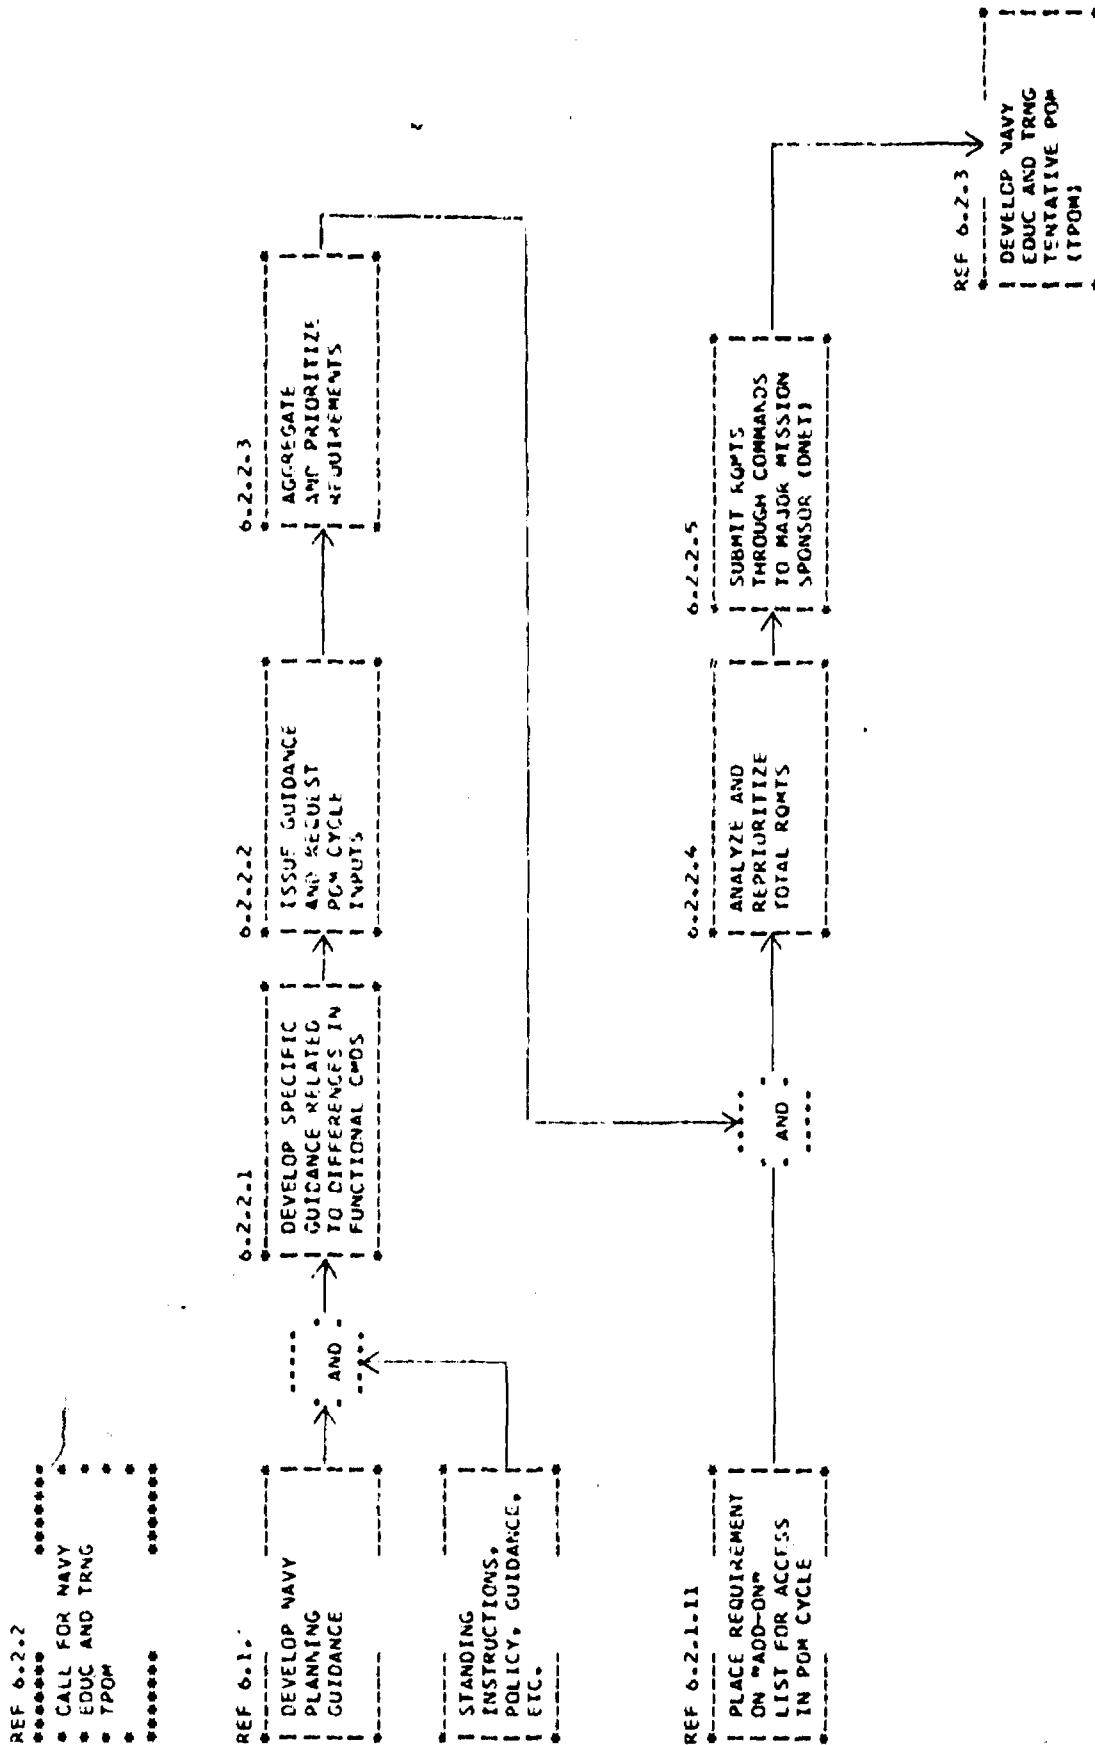 REF 6.2.2
CALL FOR NAVY
EDUC AND TRNG
TPOM
REF 6.1.
DEVELOP NAVY
PLANNING
GUIDANCE
STANDING
INSTRUCTIONS,
POLICY, GUIDANCE,
ETC.
AND
6.2.2.1
DEVELOP SPECIFIC
GUIDANCE RELATED
TO DIFFERENCES IN
FUNCTIONAL CMDS
6.2.2.2
ISSUE GUIDANCE
AND REQUEST
POM CYCLE
INPUTS
6.2.2.3
AGGREGATE
AND PRIORITIZE
REQUIREMENTS
REF 6.2.1.11
PLACE REQUIREMENT
ON "ADD-ON"
LIST FOR ACCESS
IN POM CYCLE
AND
6.2.2.4
ANALYZE AND
REPRIORITIZE
TOTAL RQMTS
6.2.2.5
SUBMIT RQMTS
THROUGH COMMANDS
TO MAJOR MISSION
SPONSOR (DNET)
REF 6.2.3
DEVELOP NAVY
EDUC AND TRNG
TENTATIVE POM
(TPOM)